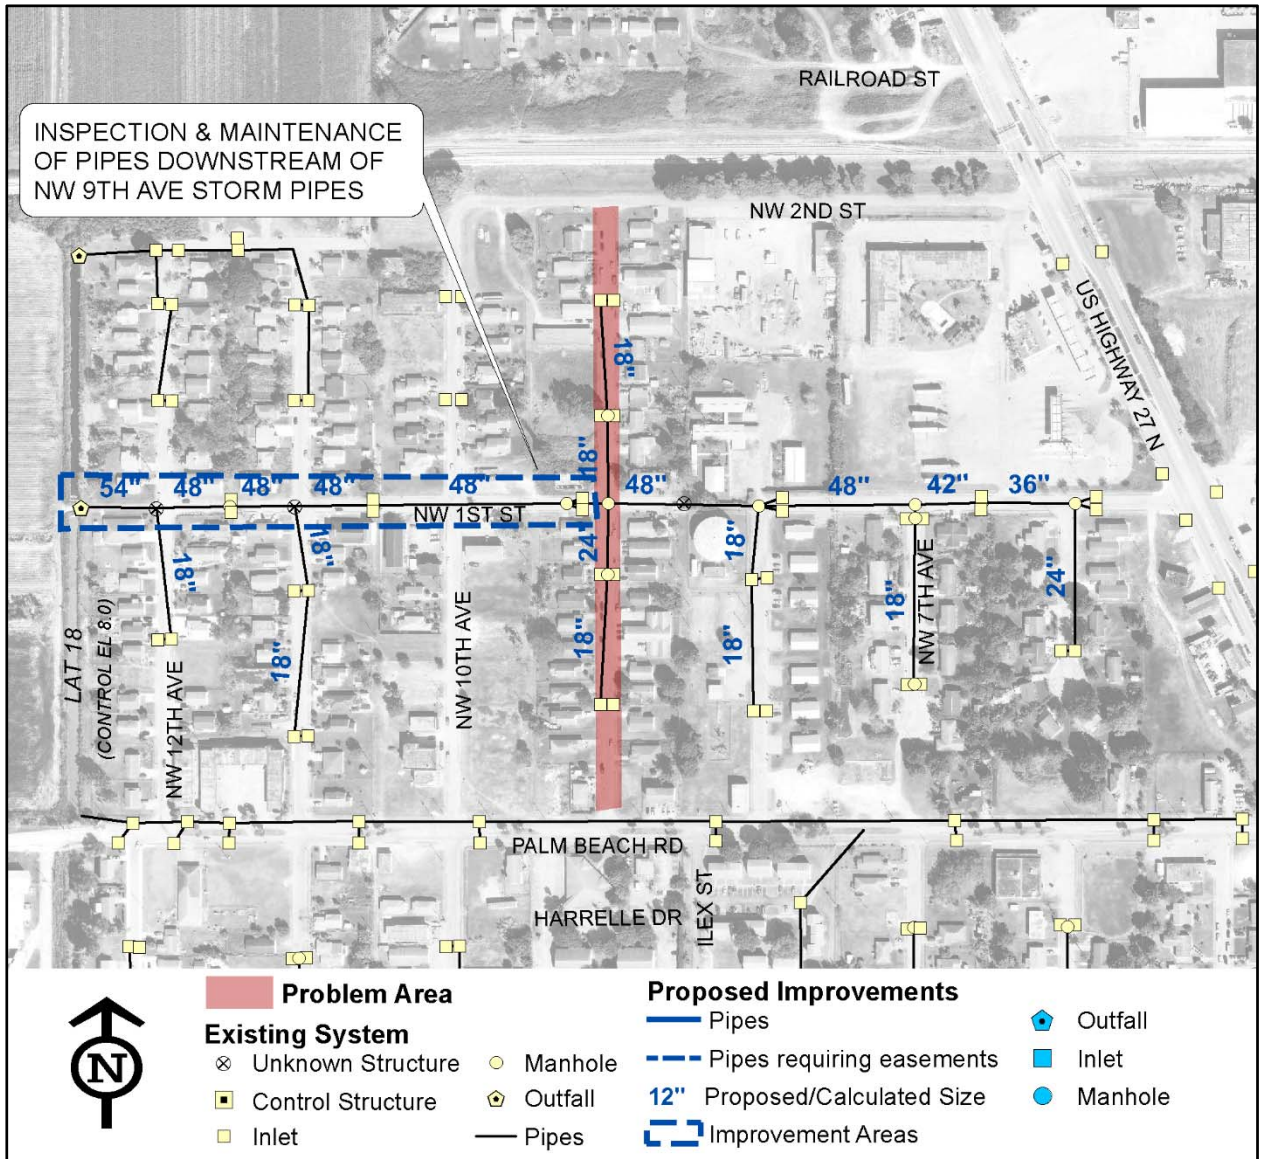 RAILROAD ST
INSPECTION & MAINTENANCE
OF PIPES DOWNSTREAM OF
NW 9TH AVE STORM PIPES
NW 2ND ST
US HIGHWAY 27 N
18"
18"
54"
48"
48"
48"
48"
48"
48"
42"
36"
NW 1ST ST
24"
18"
18"
18"
18"
18"
NW 7TH AVE
24"
18"
18"
18"
LAT 18
(CONTROL EL 8.0)
NW 12TH AVE
NW 10TH AVE
PALM BEACH RD
HARRELLE DR
ILEX ST
N
Problem Area
Existing System
Unknown Structure
Manhole
Control Structure
Outfall
Inlet
Pipes
Proposed Improvements
Pipes
Outfall
Pipes requiring easements
Inlet
12" Proposed/Calculated Size
Manhole
Improvement Areas